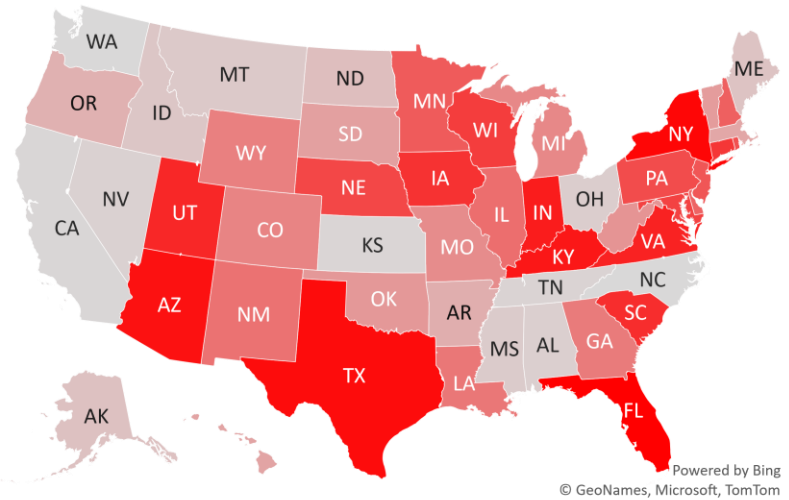 WA
MT
ND
ME
OR
ID
MN
SD
WI
NY
WY
MI
IA
PA
NE
NV
UT
IL
IN
OH
CA
CO
KS
MO
KY
VA
TN
NC
AZ
NM
OK
AR
SC
MS
AL
GA
TX
LA
FL
AK
Powered by Bing
© GeoNames, Microsoft, TomTom